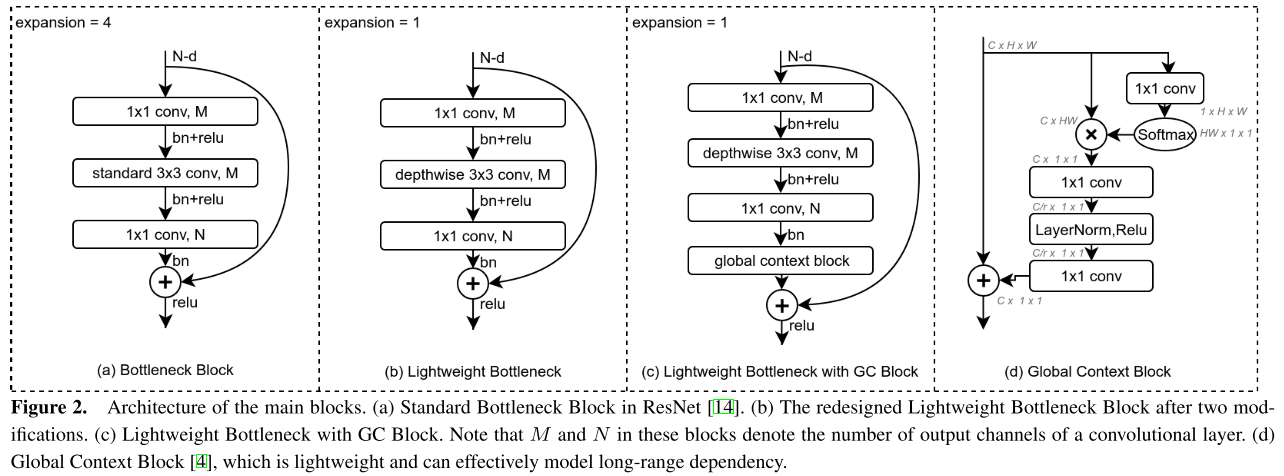 expansion = 4
N-d
1x1 conv, M
bn+relu
standard 3x3 conv, M
bn+relu
1x1 conv, N
bn
+
relu
(a) Bottleneck Block
expansion = 1
N-d
1x1 conv, M
bn+relu
depthwise 3x3 conv, M
bn+relu
1x1 conv, N
bn
+
relu
(b) Lightweight Bottleneck
expansion = 1
N-d
1x1 conv, M
bn+relu
depthwise 3x3 conv, M
bn+relu
1x1 conv, N
bn
global context block
+
relu
(c) Lightweight Bottleneck with GC Block
C x H x W
1x1 conv
1 x H x W
C x HW
×
Softmax
HW x 1 x 1
C x 1 x 1
1x1 conv
C/r x 1 x 1
LayerNorm,Relu
C/r x 1 x 1
1x1 conv
+
C x 1 x 1
(d) Global Context Block
Figure 2. Architecture of the main blocks. (a) Standard Bottleneck Block in ResNet [14]. (b) The redesigned Lightweight Bottleneck Block after two mod-
ifications. (c) Lightweight Bottleneck with GC Block. Note that M and N in these blocks denote the number of output channels of a convolutional layer. (d)
Global Context Block [4], which is lightweight and can effectively model long-range dependency.